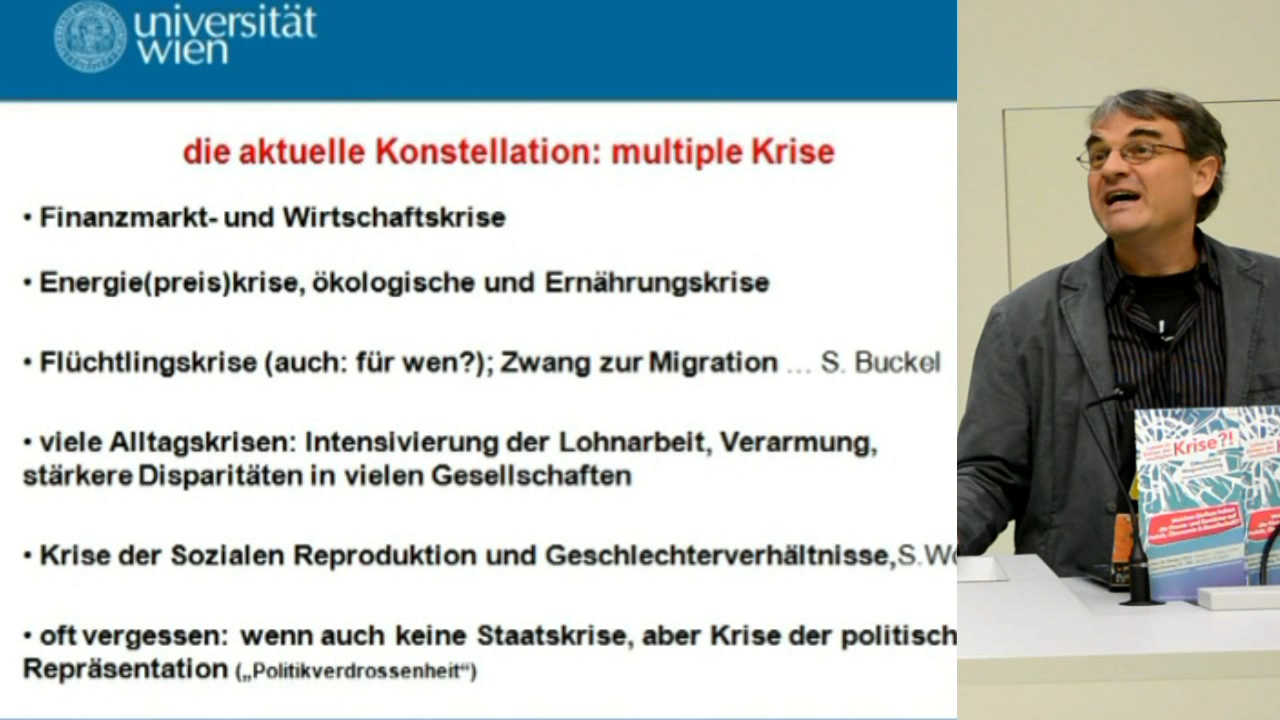 universität
wien
die aktuelle Konstellation: multiple Krise
• Finanzmarkt- und Wirtschaftskrise
• Energie(preis)krise, ökologische und Ernährungskrise
• Flüchtlingskrise (auch: für wen?); Zwang zur Migration … S. Buckel
• viele Alltagskrisen: Intensivierung der Lohnarbeit, Verarmung,
stärkere Disparitäten in vielen Gesellschaften
• Krise der Sozialen Reproduktion und Geschlechterverhältnisse,S.
• oft vergessen: wenn auch keine Staatskrise, aber Krise der politisch
Repräsentation („Politikverdrossenheit“)
Krise?!